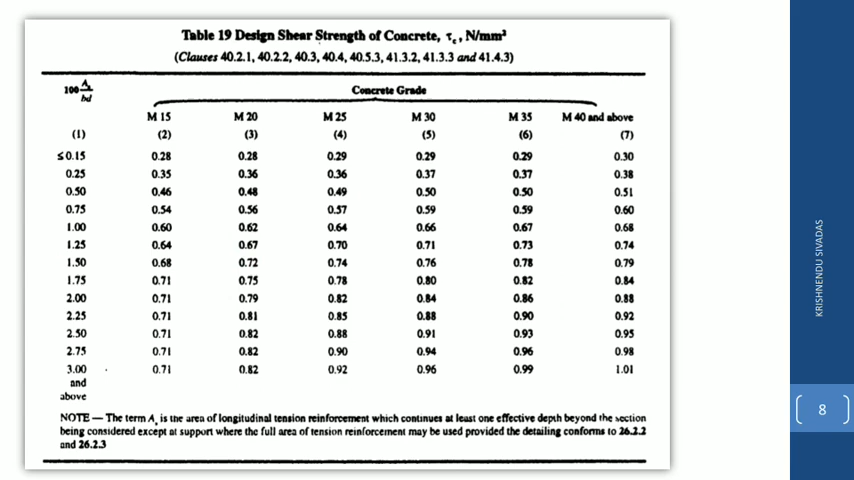 Table 19 Design Shear Strength of Concrete, τc, N/mm²
(Clauses 40.2.1, 40.2.2, 40.3, 40.4, 40.5.3, 41.3.2, 41.3.3 and 41.4.3)
100 As/bd Concrete Grade
M 15 M 20 M 25 M 30 M 35 M 40 and above
(1) (2) (3) (4) (5) (6) (7)
≤0.15 0.28 0.28 0.29 0.29 0.29 0.30
0.25 0.35 0.36 0.36 0.37 0.37 0.38
0.50 0.46 0.48 0.49 0.50 0.50 0.51
0.75 0.54 0.56 0.57 0.59 0.59 0.60
1.00 0.60 0.62 0.64 0.66 0.67 0.68
1.25 0.64 0.67 0.70 0.71 0.73 0.74
1.50 0.68 0.72 0.74 0.76 0.78 0.79
1.75 0.71 0.75 0.78 0.80 0.82 0.84
2.00 0.71 0.79 0.82 0.84 0.86 0.88
2.25 0.71 0.81 0.85 0.88 0.90 0.92
2.50 0.71 0.82 0.88 0.91 0.93 0.95
2.75 0.71 0.82 0.90 0.94 0.96 0.98
3.00 0.71 0.82 0.92 0.96 0.99 1.01
and
above
NOTE — The term As is the area of longitudinal tension reinforcement which continues at least one effective depth beyond the section
being considered except at support where the full area of tension reinforcement may be used provided the detailing conforms to 26.2.2
and 26.2.3
KRISHNENDU SIVADAS
8